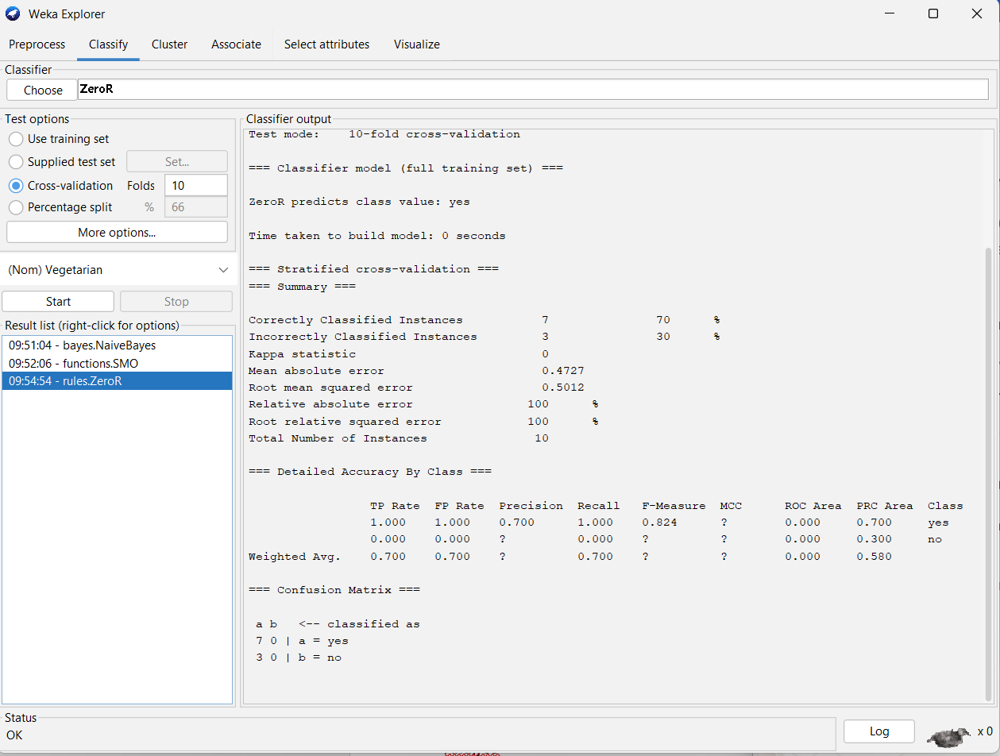 Weka Explorer
Preprocess Classify Cluster Associate Select attributes Visualize
Classifier
Choose ZeroR
Test options
Use training set
Supplied test set Set...
Cross-validation Folds 10
Percentage split % 66
More options...
(Nom) Vegetarian
Start Stop
Result list (right-click for options)
09:51:04 - bayes.NaiveBayes
09:52:06 - functions.SMO
09:54:54 - rules.ZeroR
Classifier output
Test mode:    10-fold cross-validation
=== Classifier model (full training set) ===
ZeroR predicts class value: yes
Time taken to build model: 0 seconds
=== Stratified cross-validation ===
=== Summary ===
Correctly Classified Instances 7 70 %
Incorrectly Classified Instances 3 30 %
Kappa statistic 0
Mean absolute error 0.4727
Root mean squared error 0.5012
Relative absolute error 100 %
Root relative squared error 100 %
Total Number of Instances 10
=== Detailed Accuracy By Class ===
TP Rate FP Rate Precision Recall F-Measure MCC ROC Area PRC Area Class
1.000 1.000 0.700 1.000 0.824 ? 0.000 0.700 yes
0.000 0.000 ? 0.000 ? ? 0.000 0.300 no
Weighted Avg. 0.700 0.700 ? 0.700 ? ? 0.000 0.580
=== Confusion Matrix ===
a b <-- classified as
7 0 | a = yes
3 0 | b = no
Status
OK
Log
x 0